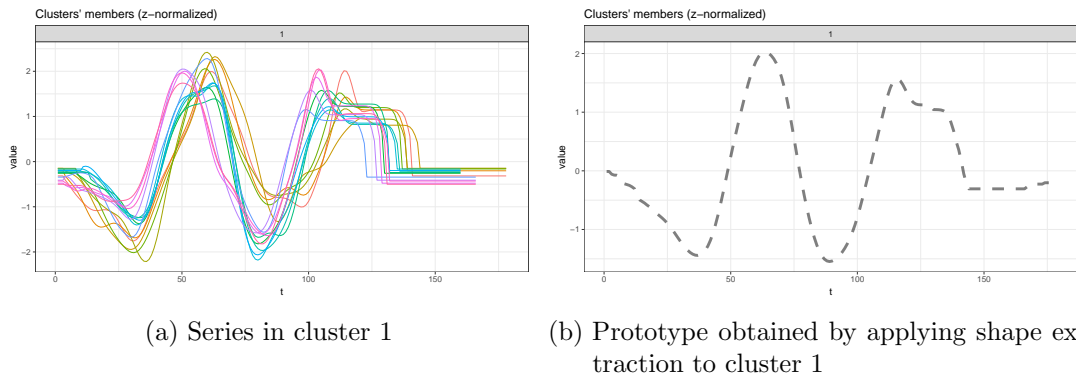 Clusters' members (z-normalized)
1
value
2
1
0
−1
−2
0
50
100
150
t
(a) Series in cluster 1
Clusters' members (z-normalized)
1
value
2
1
0
−1
0
50
100
150
t
(b) Prototype obtained by applying shape ex-
traction to cluster 1